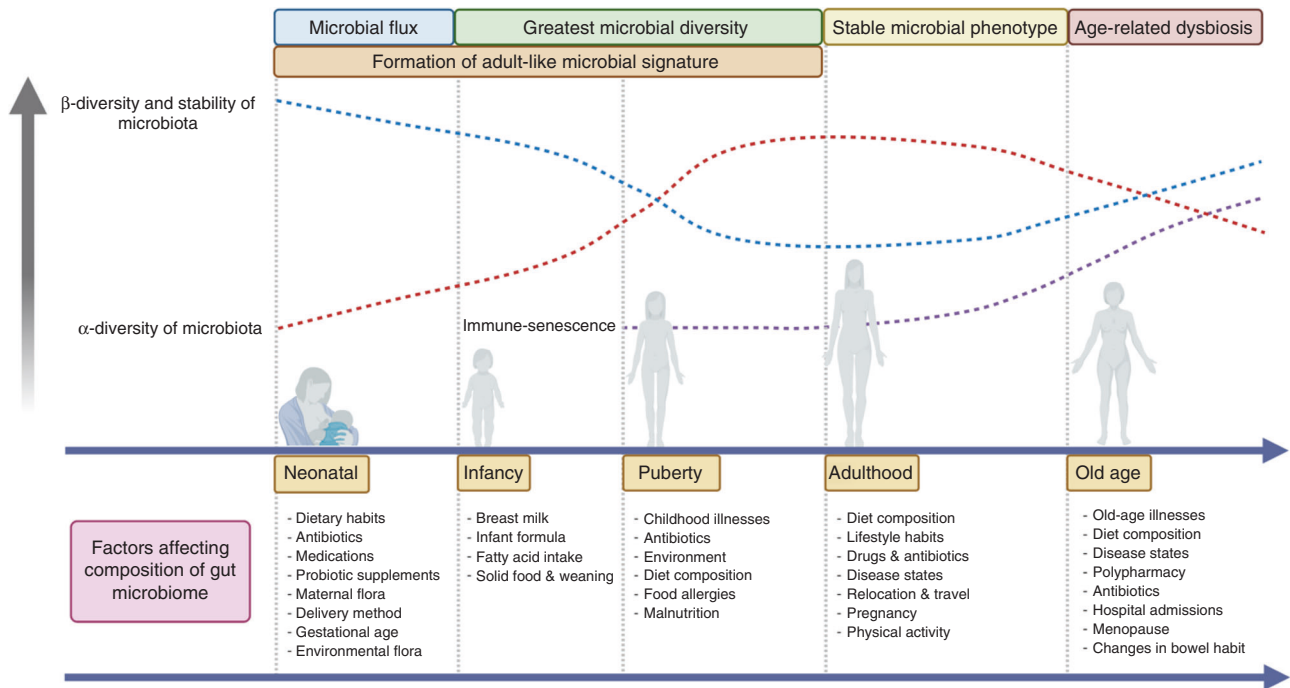 Microbial flux
Greatest microbial diversity
Stable microbial phenotype
Age-related dysbiosis
Formation of adult-like microbial signature
β-diversity and stability of
microbiota
α-diversity of microbiota
Immune-senescence
Neonatal
Infancy
Puberty
Adulthood
Old age
Factors affecting
composition of gut
microbiome
- Dietary habits
- Antibiotics
- Medications
- Probiotic supplements
- Maternal flora
- Delivery method
- Gestational age
- Environmental flora
- Breast milk
- Infant formula
- Fatty acid intake
- Solid food & weaning
- Childhood illnesses
- Antibiotics
- Environment
- Diet composition
- Food allergies
- Malnutrition
- Diet composition
- Lifestyle habits
- Drugs & antibiotics
- Disease states
- Relocation & travel
- Pregnancy
- Physical activity
- Old-age illnesses
- Diet composition
- Disease states
- Polypharmacy
- Antibiotics
- Hospital admissions
- Menopause
- Changes in bowel habit